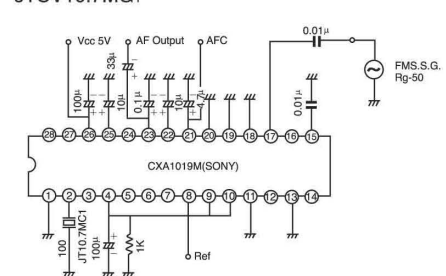 0.01μ
Vcc 5V
AF Output
AFC
33μ
FMS.S.G.
Rg-50
100μ
10μ
0.1μ
10μ
4.7μ
0.01μ
28 27 26 25 24 23 22 21 20 19 18 17 16 15
CXA1019M(SONY)
1 2 3 4 5 6 7 8 9 10 11 12 13 14
100
JT10.7MC1
100μ
1K
Ref